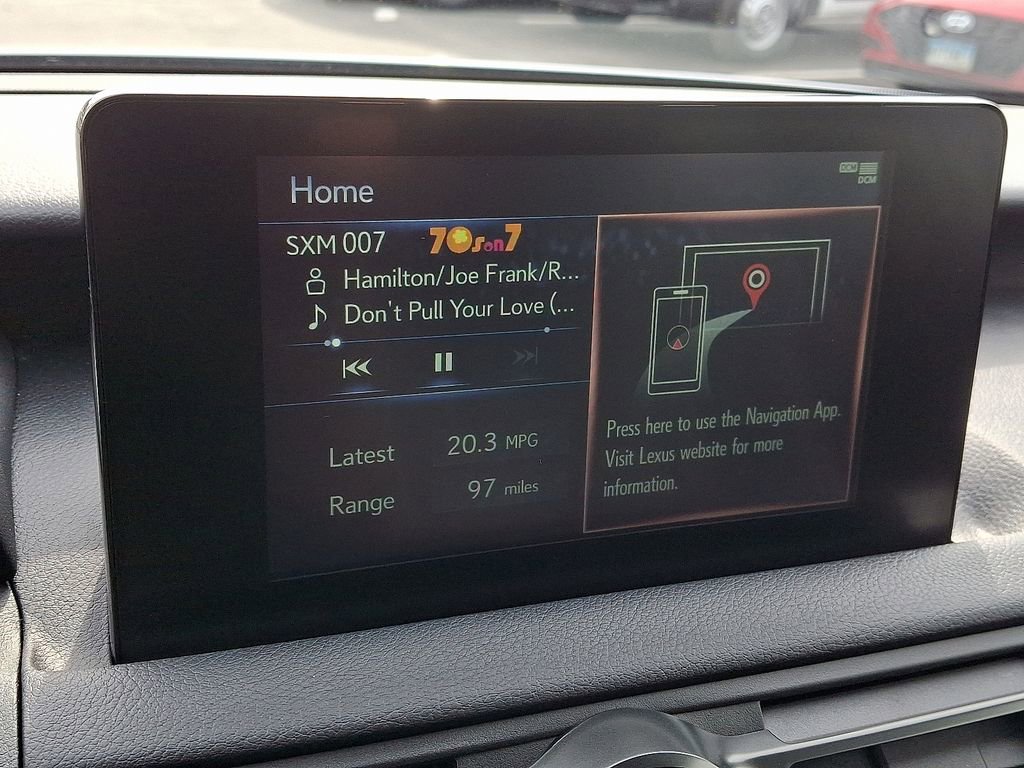 DCM
DCM
Home
SXM 007
70s on 7
Hamilton/Joe Frank/R...
Don't Pull Your Love (...
Latest 20.3 MPG
Range 97 miles
Press here to use the Navigation App.
Visit Lexus website for more
information.